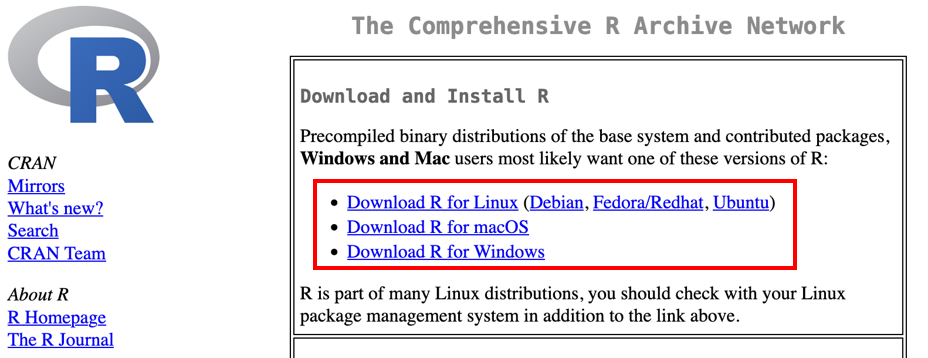 R
The Comprehensive R Archive Network
CRAN
Mirrors
What's new?
Search
CRAN Team
About R
R Homepage
The R Journal
Download and Install R
Precompiled binary distributions of the base system and contributed packages,
Windows and Mac users most likely want one of these versions of R:
• Download R for Linux (Debian, Fedora/Redhat, Ubuntu)
• Download R for macOS
• Download R for Windows
R is part of many Linux distributions, you should check with your Linux
package management system in addition to the link above.